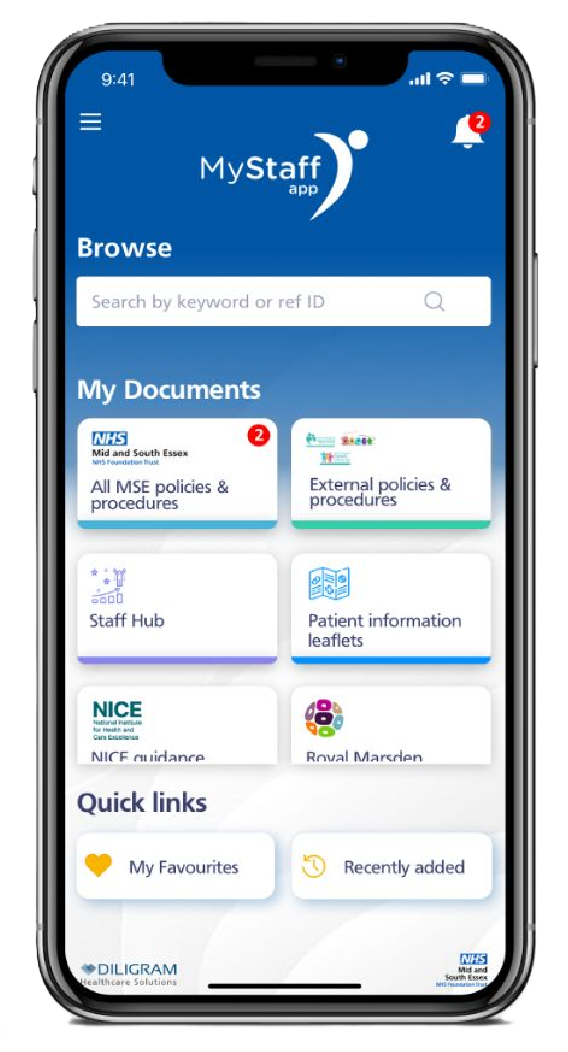 9:41
2
MyStaff
app
Browse
Search by keyword or ref ID
My Documents
NHS
2
Mid and South Essex
NHS Foundation Trust
All MSE policies &
procedures
External policies &
procedures
Staff Hub
Patient information
leaflets
NICE
National Institute
for Health and
Care Excellence
NICE guidance
Royal Marsden
Quick links
My Favourites
Recently added
DILIGRAM
Healthcare Solutions
NHS
Mid and
South Essex
NHS Foundation Trust